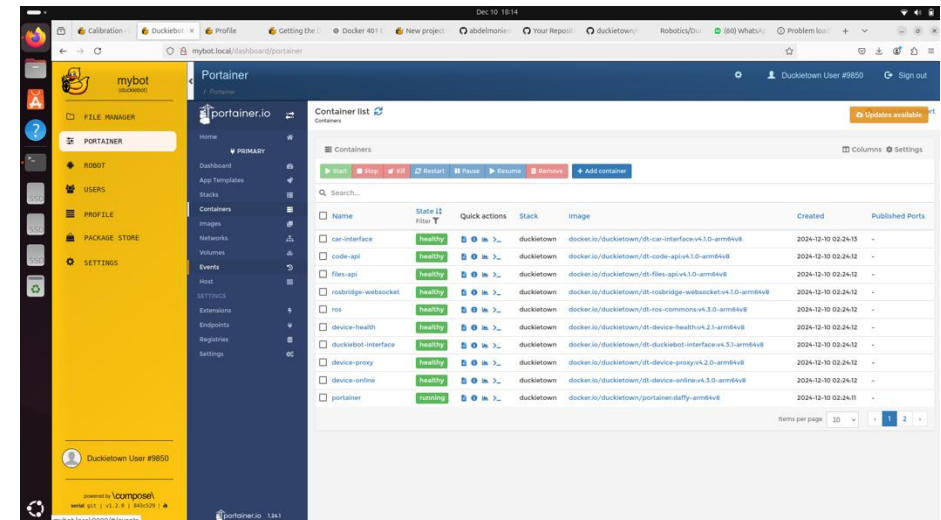 Dec 10 18:14
Calibration -
Duckiebot
Profile
Getting the
Docker 401
New project
abdelmonien
Your Reposit
duckietown/
Robotics/Du
(60) WhatsA
Problem load
mybot.local/dashboard/portainer
mybot
(duckiebot)
FILE MANAGER
PORTAINER
ROBOT
USERS
PROFILE
PACKAGE STORE
SETTINGS
Duckietown User #9850
powered by \compose\
serial git | v1.2.0 |
Portainer
/ Portainer
Duckietown User #9850
Sign out
portainer.io
Home
PRIMARY
Dashboard
App Templates
Stacks
Containers
Images
Networks
Volumes
Events
Host
SETTINGS
Extensions
Endpoints
Registries
Settings
portainer.io 1.24.1
Container list
Containers
Updates available
Containers
Columns Settings
Start Stop Kill Restart Pause Resume Remove + Add container
Search...
Name State Filter Quick actions Stack Image Created Published Ports
car-interface healthy duckietown docker.io/duckietown/dt-car-interface:v4.1.0-arm64v8 2024-12-10 02:24:13 -
code-api healthy duckietown docker.io/duckietown/dt-code-api:v4.1.0-arm64v8 2024-12-10 02:24:12 -
files-api healthy duckietown docker.io/duckietown/dt-files-api:v4.1.0-arm64v8 2024-12-10 02:24:12 -
rosbridge-websocket healthy duckietown docker.io/duckietown/dt-rosbridge-websocket:v4.1.0-arm64v8 2024-12-10 02:24:12 -
ros healthy duckietown docker.io/duckietown/dt-ros-commons:v4.3.0-arm64v8 2024-12-10 02:24:12 -
device-health healthy duckietown docker.io/duckietown/dt-device-health:v4.2.1-arm64v8 2024-12-10 02:24:12 -
duckiebot-interface healthy duckietown docker.io/duckietown/dt-duckiebot-interface:v4.3.1-arm64v8 2024-12-10 02:24:12 -
device-proxy healthy duckietown docker.io/duckietown/dt-device-proxy:v4.2.0-arm64v8 2024-12-10 02:24:12 -
device-online healthy duckietown docker.io/duckietown/dt-device-online:v4.3.0-arm64v8 2024-12-10 02:24:12 -
portainer running duckietown docker.io/duckietown/portainer:daffy-arm64v8 2024-12-10 02:24:11 -
Items per page 10 1 2